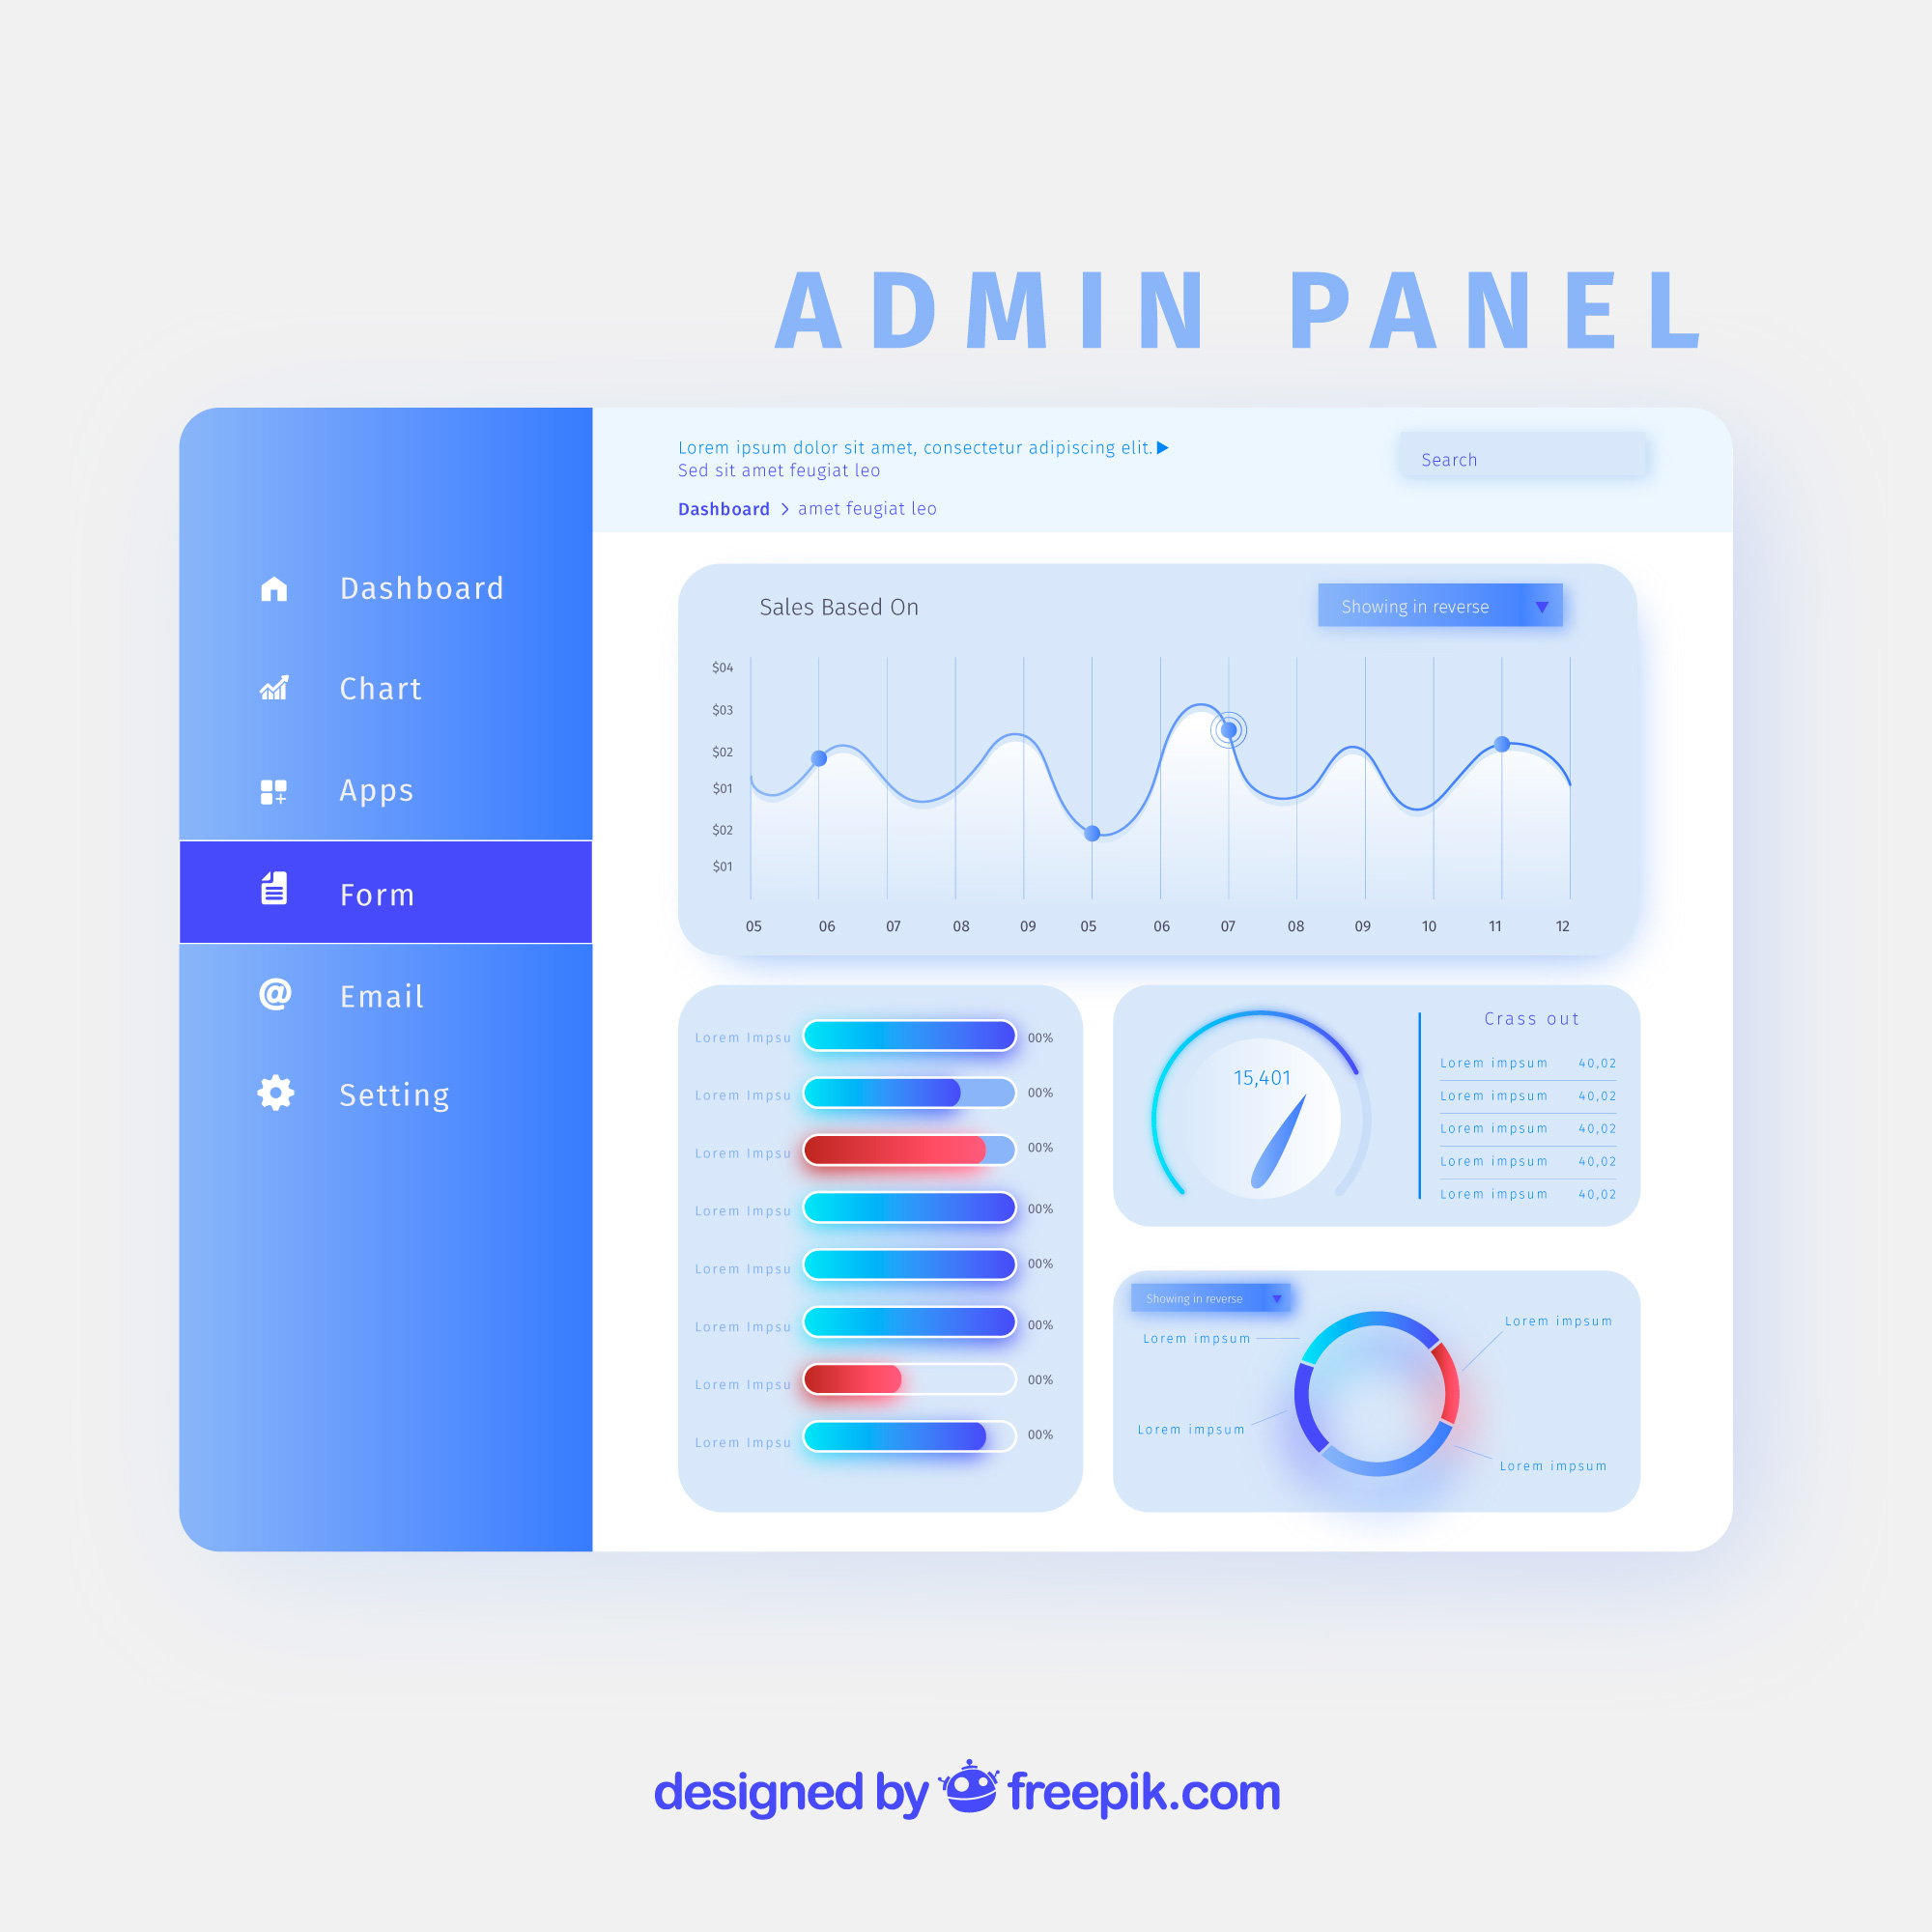 ADMIN PANEL
Dashboard
Chart
Apps
Form
Email
Setting
Lorem ipsum dolor sit amet, consectetur adipiscing elit.
Sed sit amet feugiat leo
Dashboard > amet feugiat leo
Search
Sales Based On
Showing in reverse
$04
$03
$02
$01
$02
$01
05 06 07 08 09 05 06 07 08 09 10 11 12
Lorem Impsu 00%
Lorem Impsu 00%
Lorem Impsu 00%
Lorem Impsu 00%
Lorem Impsu 00%
Lorem Impsu 00%
Lorem Impsu 00%
Lorem Impsu 00%
15,401
Crass out
Lorem impsum 40,02
Lorem impsum 40,02
Lorem impsum 40,02
Lorem impsum 40,02
Lorem impsum 40,02
Showing in reverse
Lorem impsum
Lorem impsum
Lorem impsum
Lorem impsum
designed by freepik.com